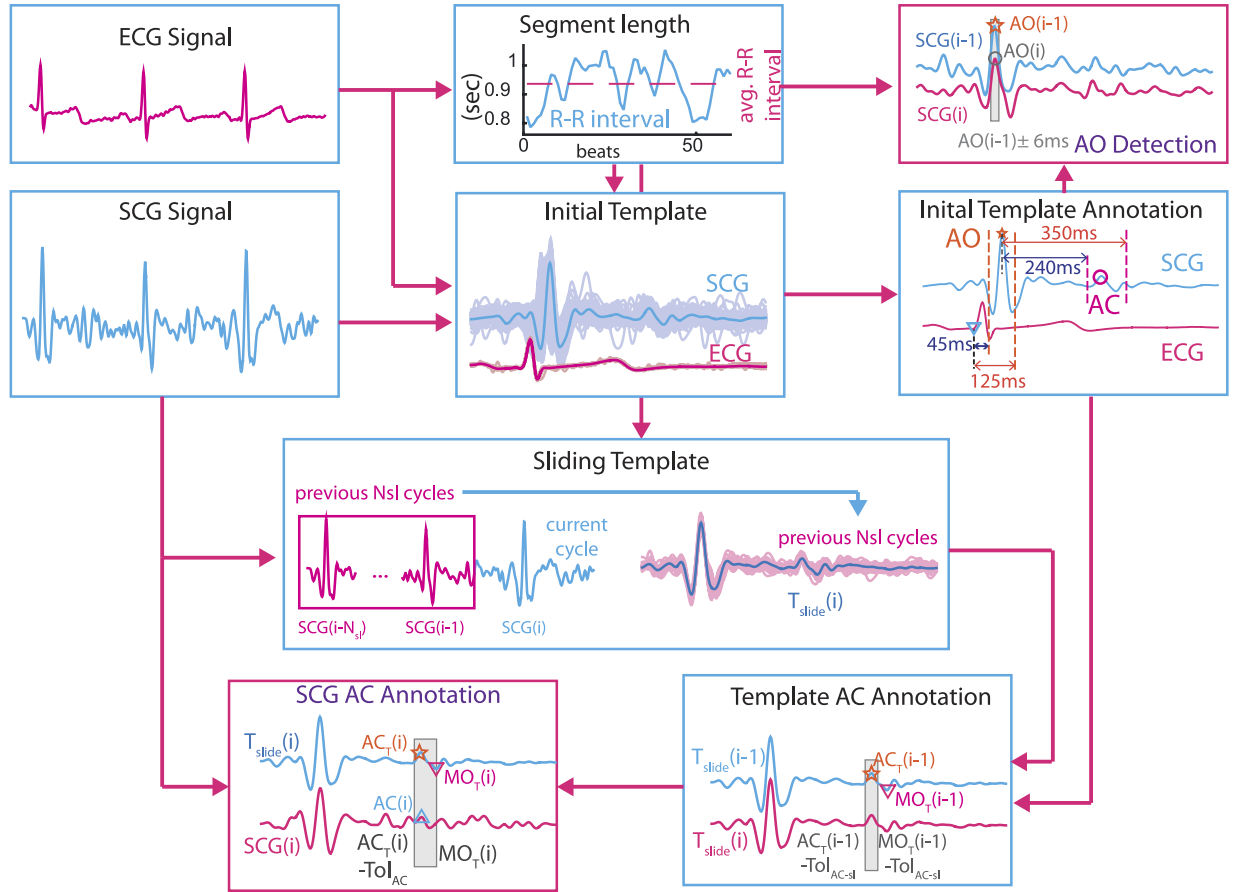 ECG Signal
Segment length
1
0.9
0.8
(sec)
R-R interval
0
beats
50
avg. R-R
interval
AO(i-1)
SCG(i-1)
AO(i)
SCG(i)
AO(i-1)± 6ms
AO Detection
SCG Signal
Initial Template
SCG
ECG
Inital Template Annotation
AO
350ms
240ms
SCG
AC
45ms
ECG
125ms
Sliding Template
previous Nsl cycles
current
cycle
previous Nsl cycles
...
Tslide(i)
SCG(i-Nsl)
SCG(i-1)
SCG(i)
SCG AC Annotation
Tslide(i)
ACT(i)
MOT(i)
AC(i)
SCG(i)
ACT(i)
-TolAC
MOT(i)
Template AC Annotation
Tslide(i-1)
ACT(i-1)
MOT(i-1)
Tslide(i)
ACT(i-1)
-TolAC-sl
MOT(i-1)
-TolAC-sl